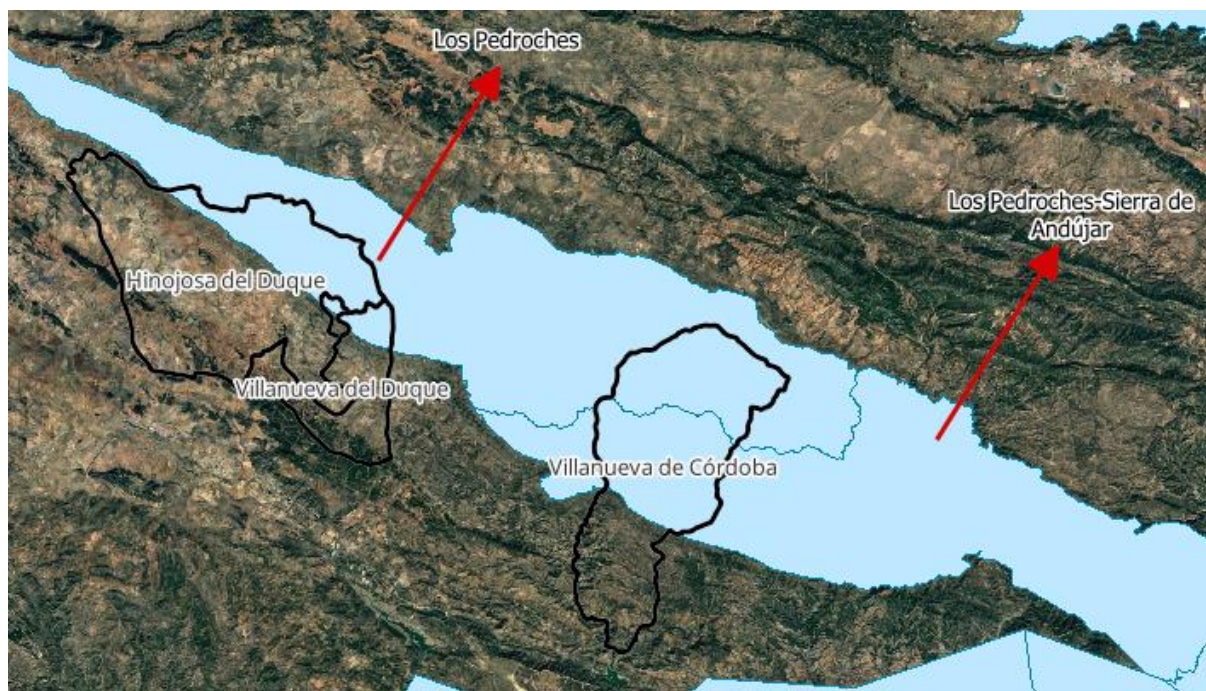 Los Pedroches
Los Pedroches-Sierra de
Andújar
Hinojosa del Duque
Villanueva del Duque
Villanueva de Córdoba